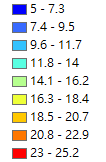 5 - 7.3
7.4 - 9.5
9.6 - 11.7
11.8 - 14
14.1 - 16.2
16.3 - 18.4
18.5 - 20.7
20.8 - 22.9
23 - 25.2